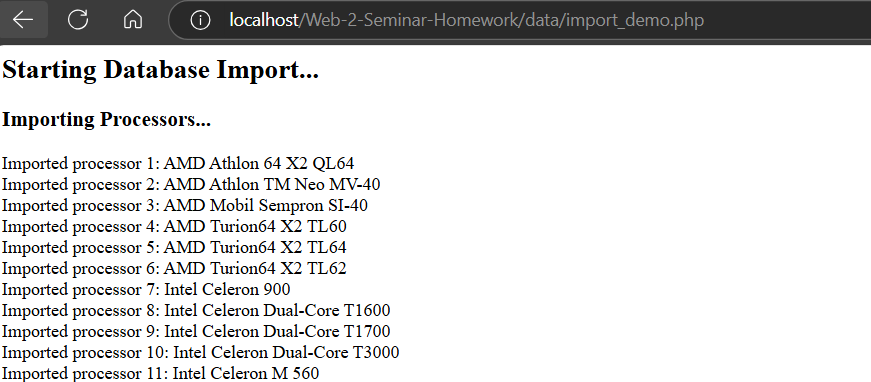 localhost/Web-2-Seminar-Homework/data/import_demo.php
Starting Database Import...
Importing Processors...
Imported processor 1: AMD Athlon 64 X2 QL64
Imported processor 2: AMD Athlon TM Neo MV-40
Imported processor 3: AMD Mobil Sempron SI-40
Imported processor 4: AMD Turion64 X2 TL60
Imported processor 5: AMD Turion64 X2 TL64
Imported processor 6: AMD Turion64 X2 TL62
Imported processor 7: Intel Celeron 900
Imported processor 8: Intel Celeron Dual-Core T1600
Imported processor 9: Intel Celeron Dual-Core T1700
Imported processor 10: Intel Celeron Dual-Core T3000
Imported processor 11: Intel Celeron M 560